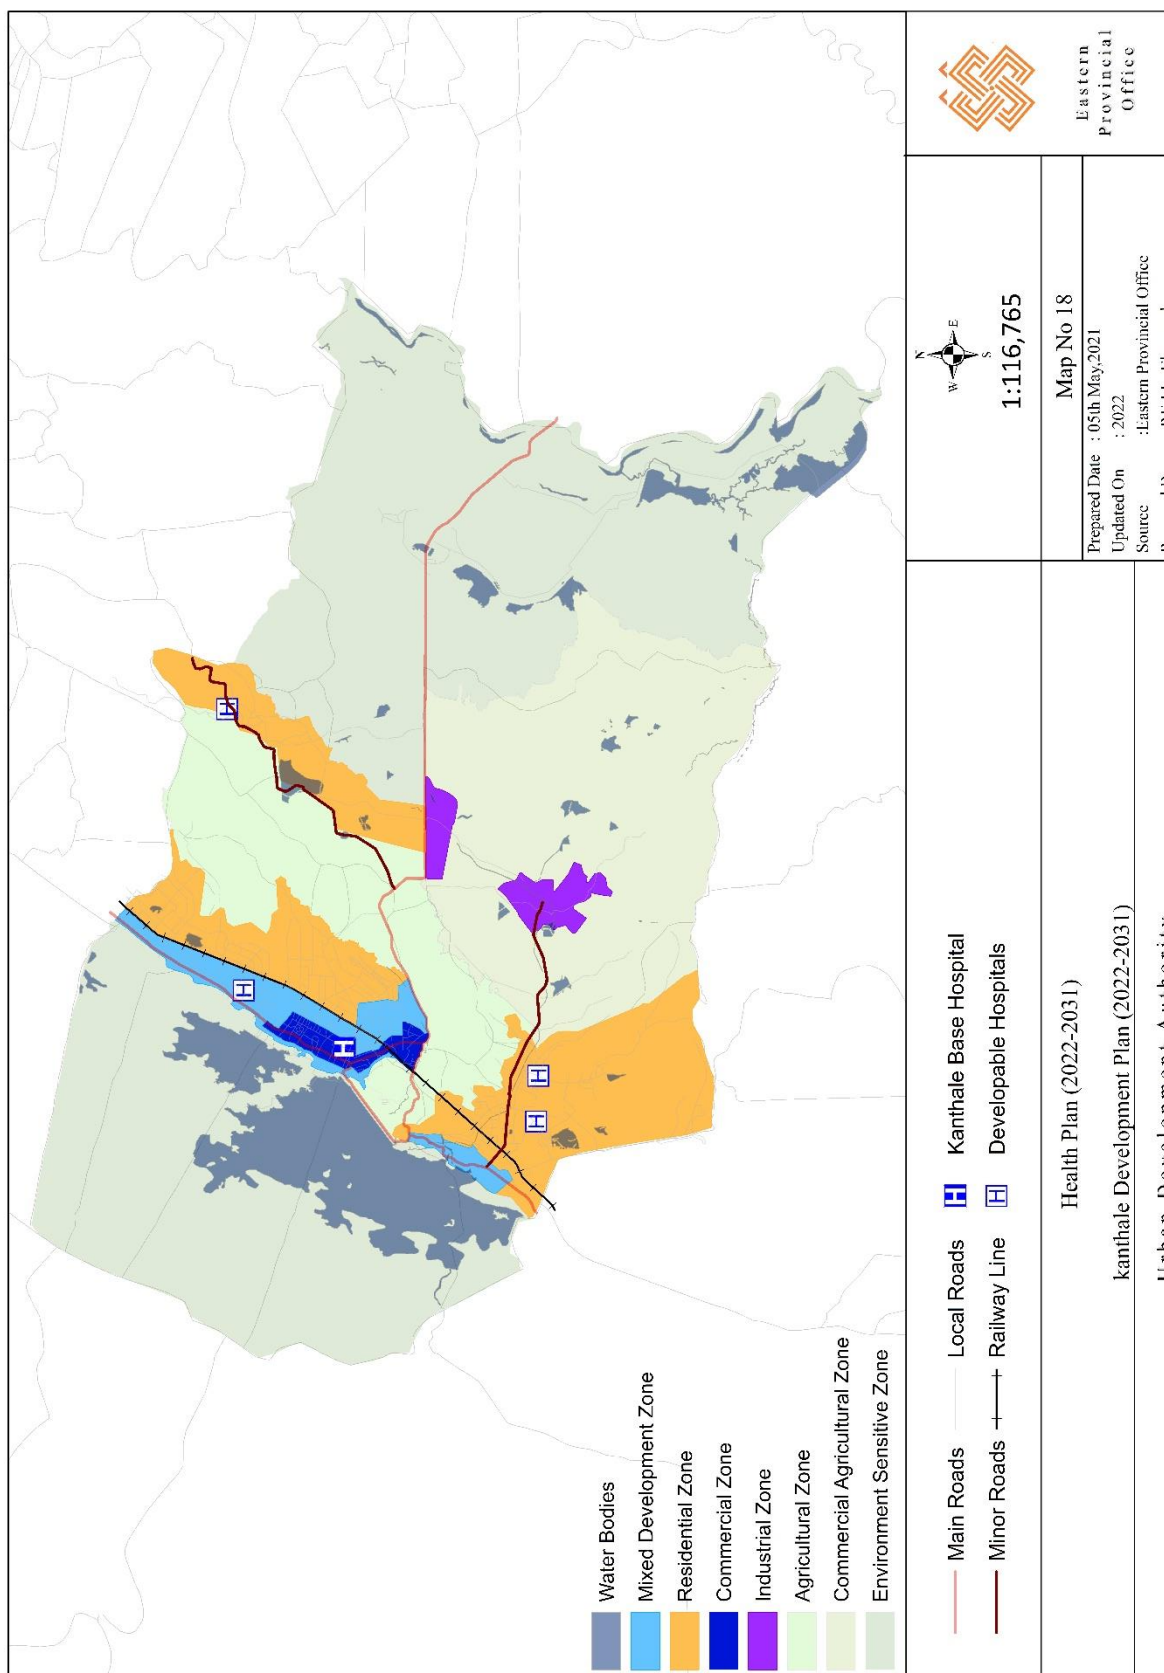 Water Bodies
Mixed Development Zone
Residential Zone
Commercial Zone
Industrial Zone
Agricultural Zone
Commercial Agricultural Zone
Environment Sensitive Zone
H
H
H
H
H
Main Roads
Local Roads
H Kanthale Base Hospital
Minor Roads
Railway Line
H Developable Hospitals
Health Plan (2022-2031)
kanthale Development Plan (2022-2031)
Urban Development Authority
N
W
E
S
1:116,765
Map No 18
Prepared Date : 05th May,2021
Updated On : 2022
Source :Eastern Provincial Office
Eastern
Provincial
Office